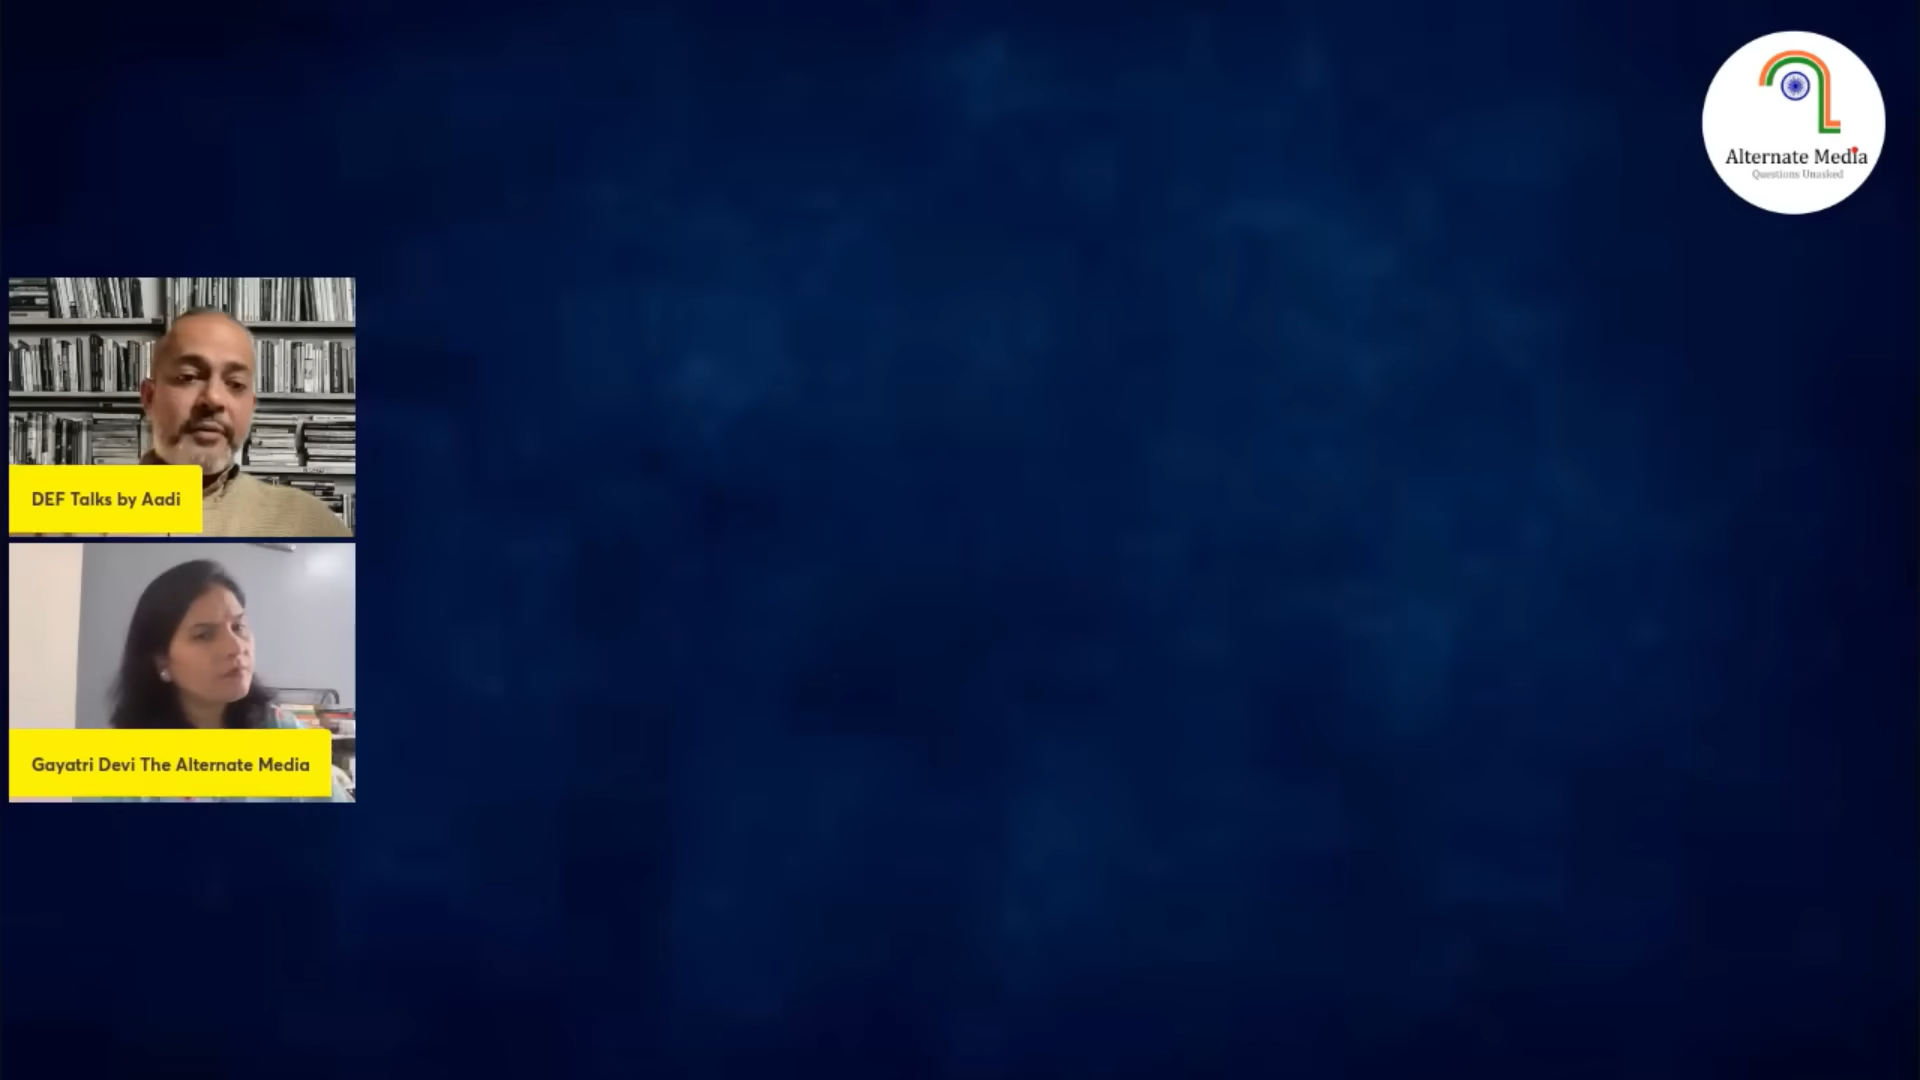 Alternate Media
Questions Unasked
DEF Talks by Aadi
Gayatri Devi The Alternate Media